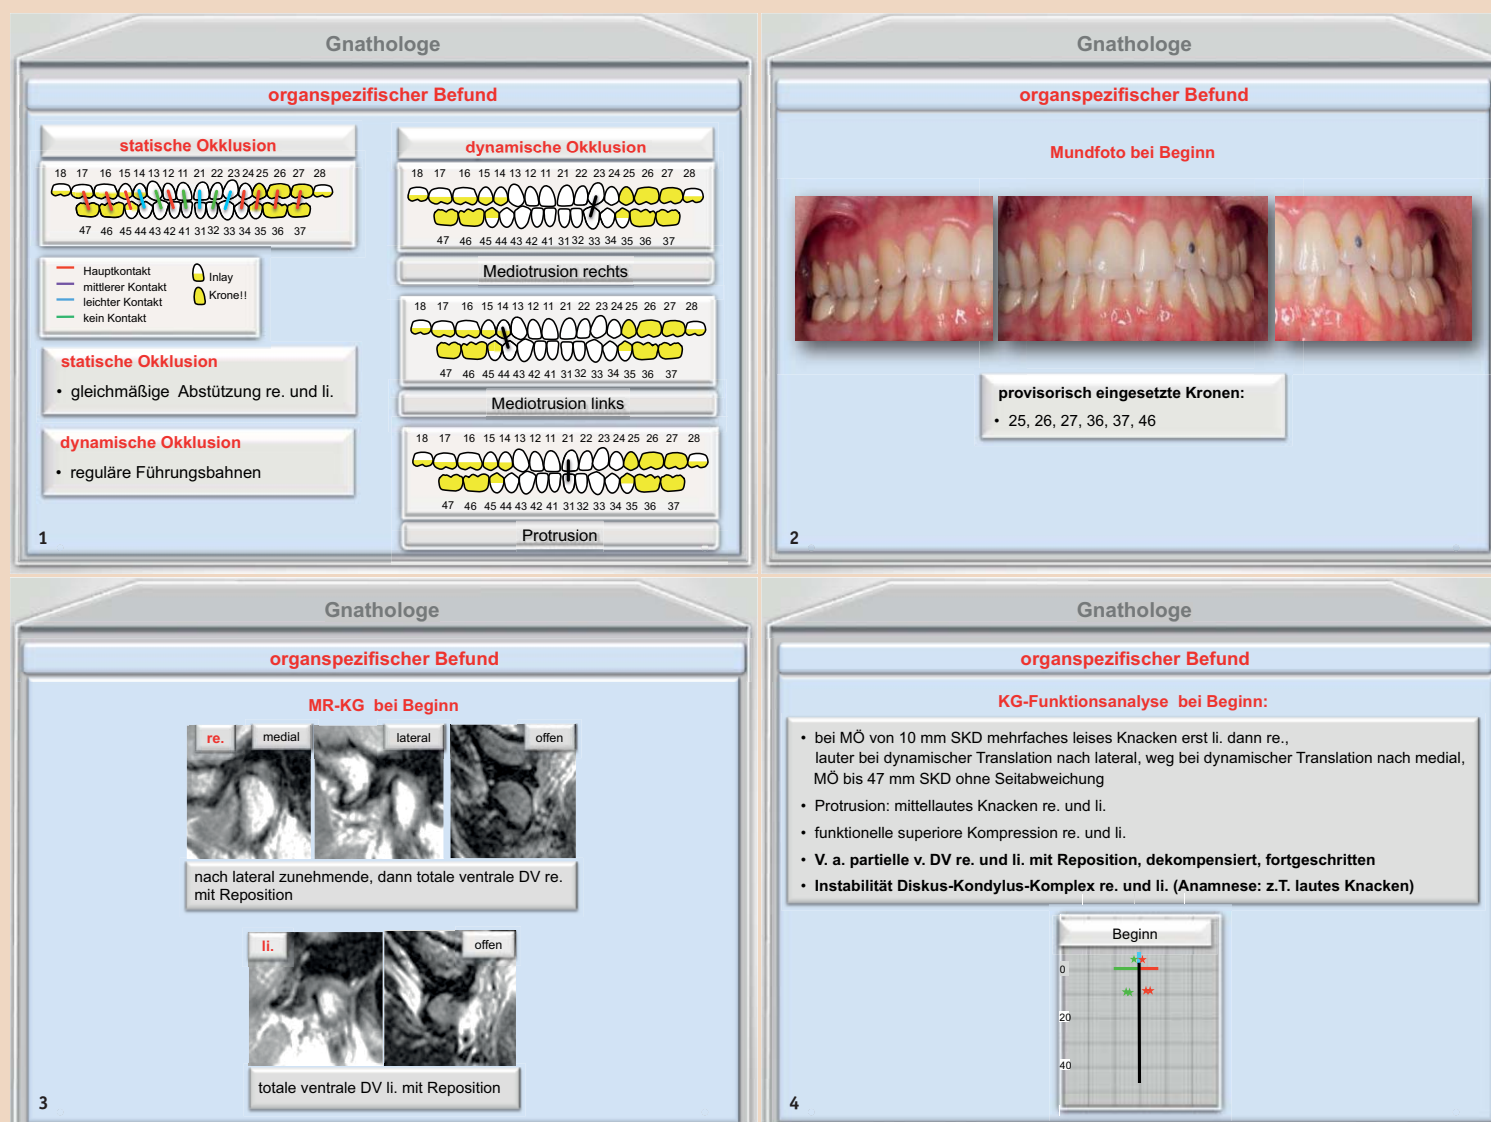 Gnathologe
organspezifischer Befund
statische Okklusion
18 17 16 15 14 13 12 11 21 22 23 24 25 26 27 28
47 46 45 44 43 42 41 31 32 33 34 35 36 37
Hauptkontakt
mittlerer Kontakt
leichter Kontakt
kein Kontakt
Inlay
Krone!!
statische Okklusion
• gleichmäßige Abstützung re. und li.
dynamische Okklusion
• reguläre Führungsbahnen
dynamische Okklusion
18 17 16 15 14 13 12 11 21 22 23 24 25 26 27 28
47 46 45 44 43 42 41 31 32 33 34 35 36 37
Mediotrusion rechts
18 17 16 15 14 13 12 11 21 22 23 24 25 26 27 28
47 46 45 44 43 42 41 31 32 33 34 35 36 37
Mediotrusion links
18 17 16 15 14 13 12 11 21 22 23 24 25 26 27 28
47 46 45 44 43 42 41 31 32 33 34 35 36 37
Protrusion
1
Gnathologe
organspezifischer Befund
Mundfoto bei Beginn
provisorisch eingesetzte Kronen:
• 25, 26, 27, 36, 37, 46
2
Gnathologe
organspezifischer Befund
MR-KG bei Beginn
re. medial lateral offen
nach lateral zunehmende, dann totale ventrale DV re.
mit Reposition
li. offen
totale ventrale DV li. mit Reposition
3
Gnathologe
organspezifischer Befund
KG-Funktionsanalyse bei Beginn:
• bei MÖ von 10 mm SKD mehrfaches leises Knacken erst li. dann re.,
lauter bei dynamischer Translation nach lateral, weg bei dynamischer Translation nach medial,
MÖ bis 47 mm SKD ohne Seitabweichung
• Protrusion: mittellautes Knacken re. und li.
• funktionelle superiore Kompression re. und li.
• V. a. partielle v. DV re. und li. mit Reposition, dekompensiert, fortgeschritten
• Instabilität Diskus-Kondylus-Komplex re. und li. (Anamnese: z.T. lautes Knacken)
Beginn
0
20
40
4